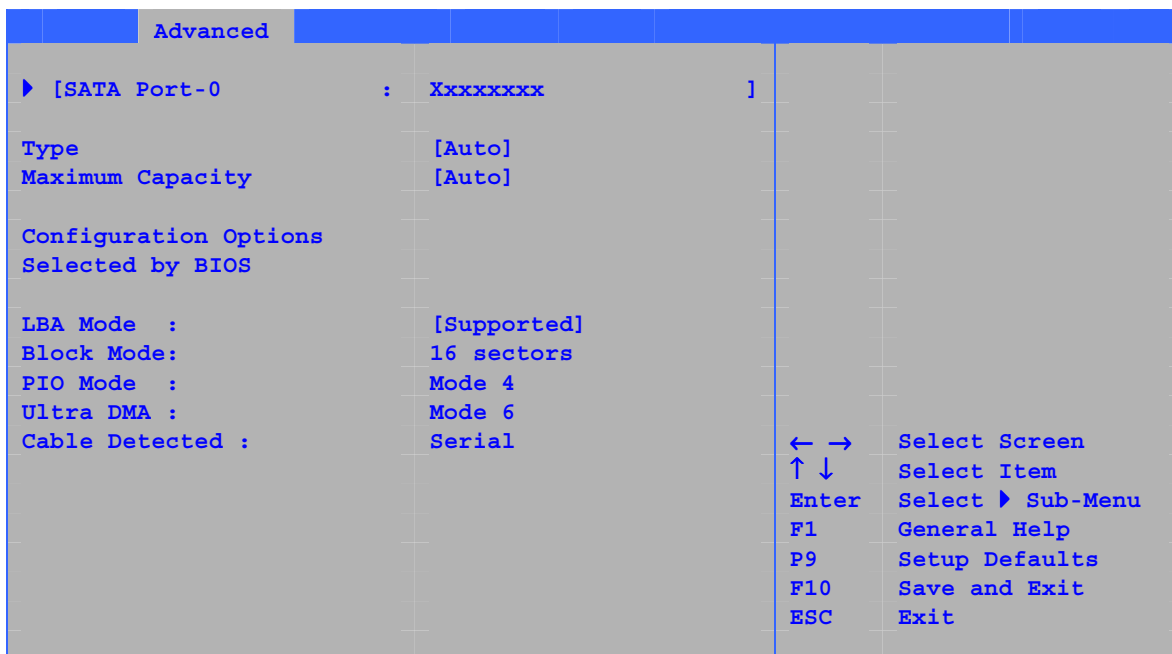 Advanced
[SATA Port-0 : Xxxxxxxx ]
Type [Auto]
Maximum Capacity [Auto]
Configuration Options
Selected by BIOS
LBA Mode : [Supported]
Block Mode: 16 sectors
PIO Mode : Mode 4
Ultra DMA : Mode 6
Cable Detected : Serial
← → Select Screen
↑ ↓ Select Item
Enter Select ▶ Sub-Menu
F1 General Help
P9 Setup Defaults
F10 Save and Exit
ESC Exit